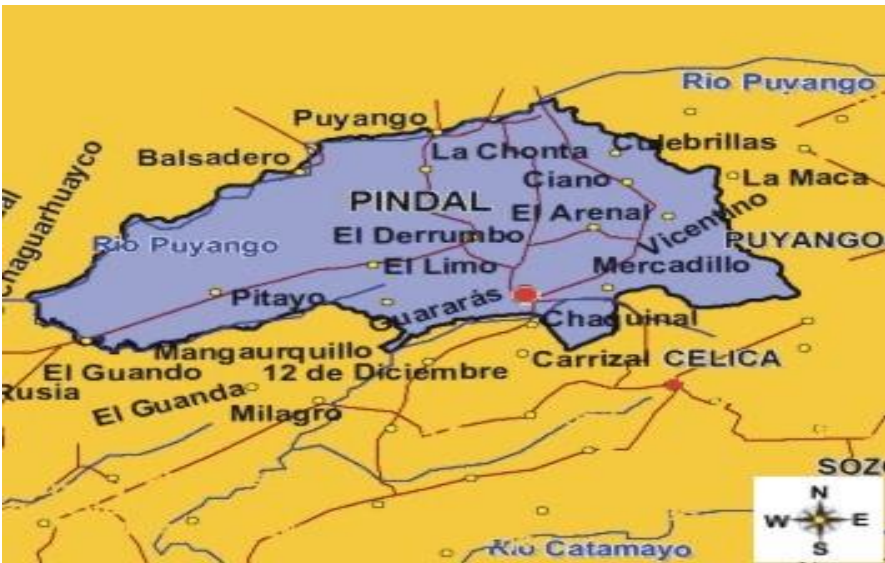 Rio Puyango
Puyango
Culebrillas
Balsadero
La Chonta
Ciano
La Maca
Chaguarhuayco
PINDAL
El Arenal
Vicentino
Rio Puyango
El Derrumbo
PUYANGO
El Limo
Mercadillo
Pitayo
Guararás
Chaquinal
Mangaurquillo
Carrizal
CELICA
El Guando
12 de Diciembre
Rusia
El Guanda
Milagro
SOZ
N
W
E
S
Rio Catamayo